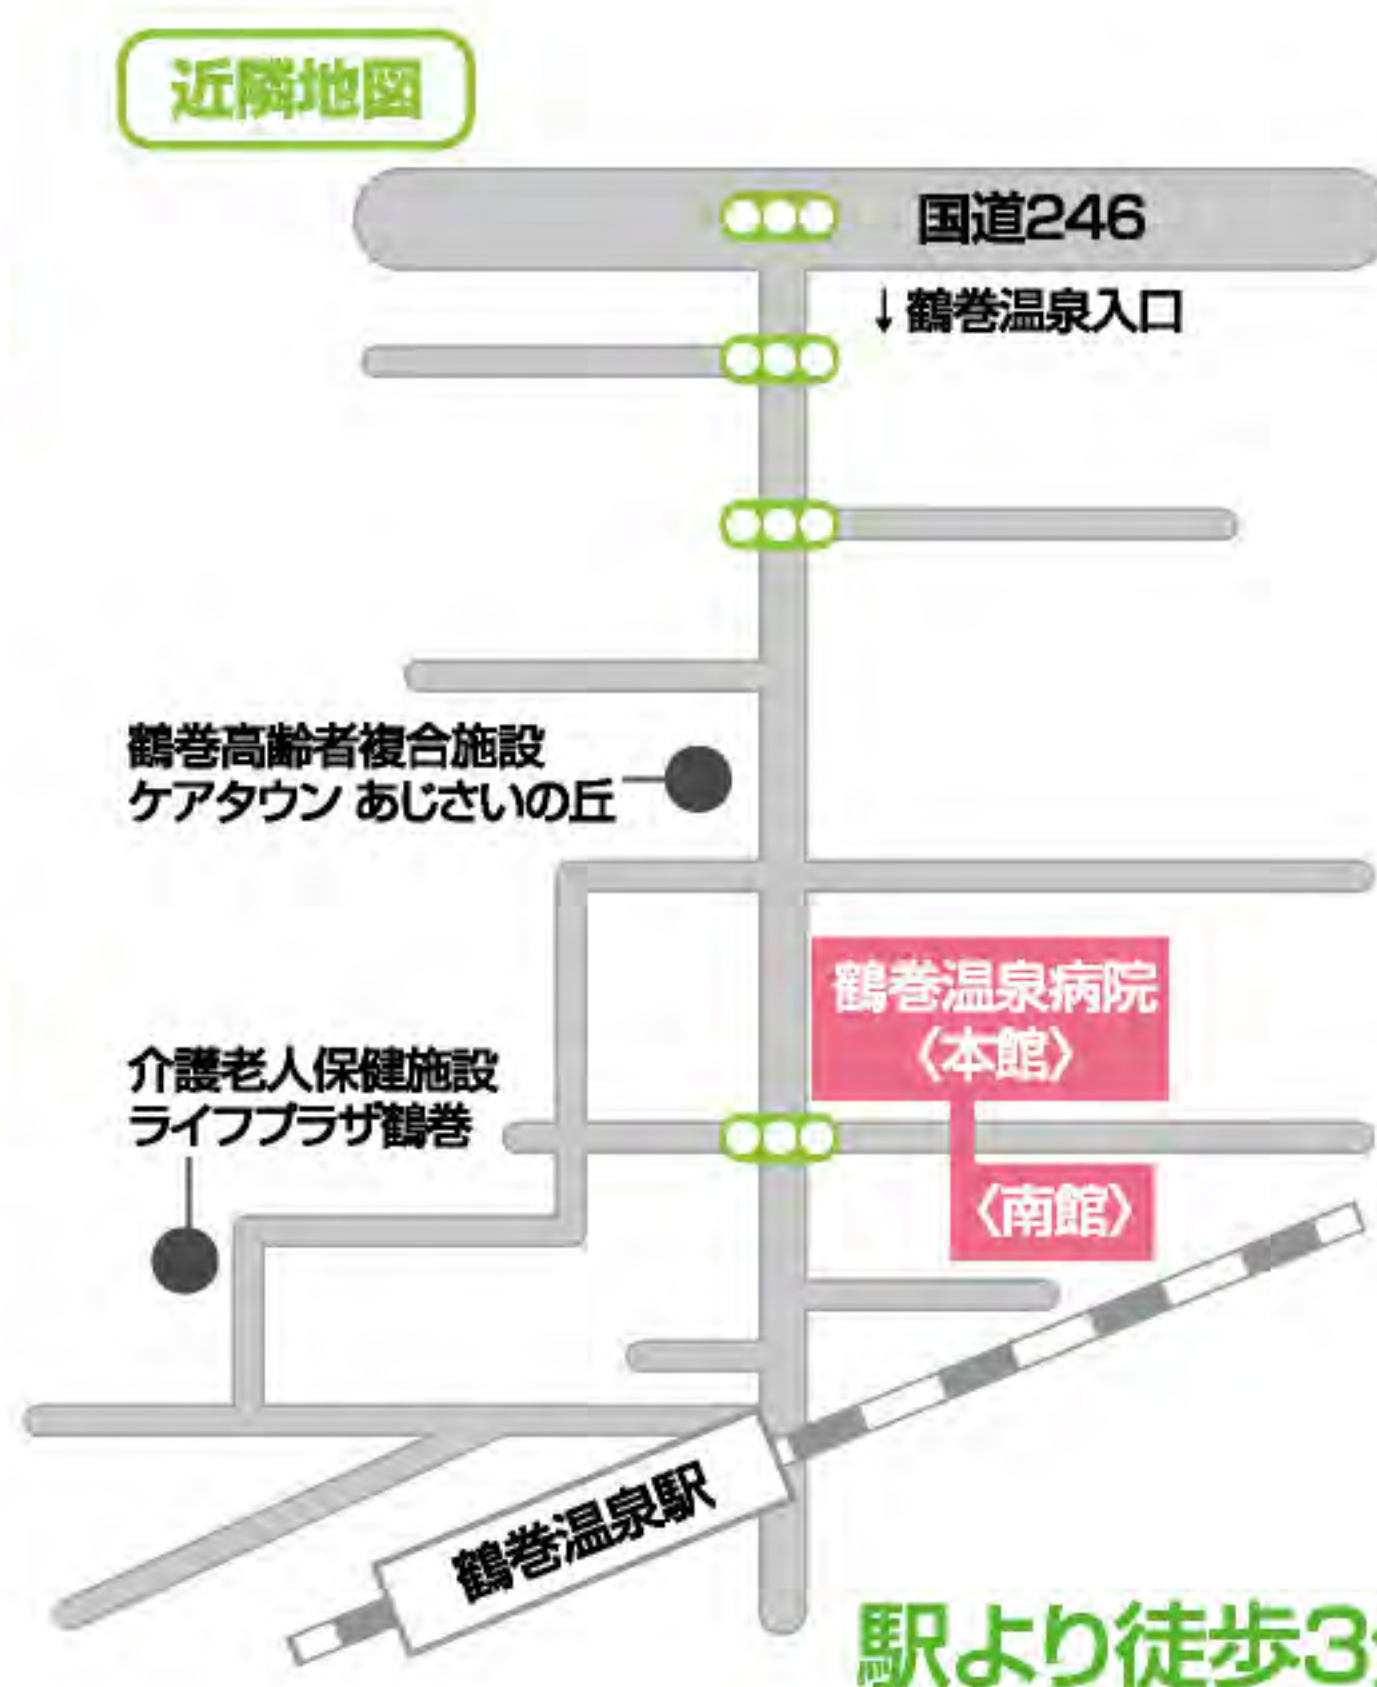 近隣地図
国道246
↓鶴巻温泉入口
鶴巻高齢者複合施設
ケアタウン あじさいの丘
鶴巻温泉病院
〈本館〉
介護老人保健施設
ライフプラザ鶴巻
〈南館〉
鶴巻温泉駅
駅より徒歩3